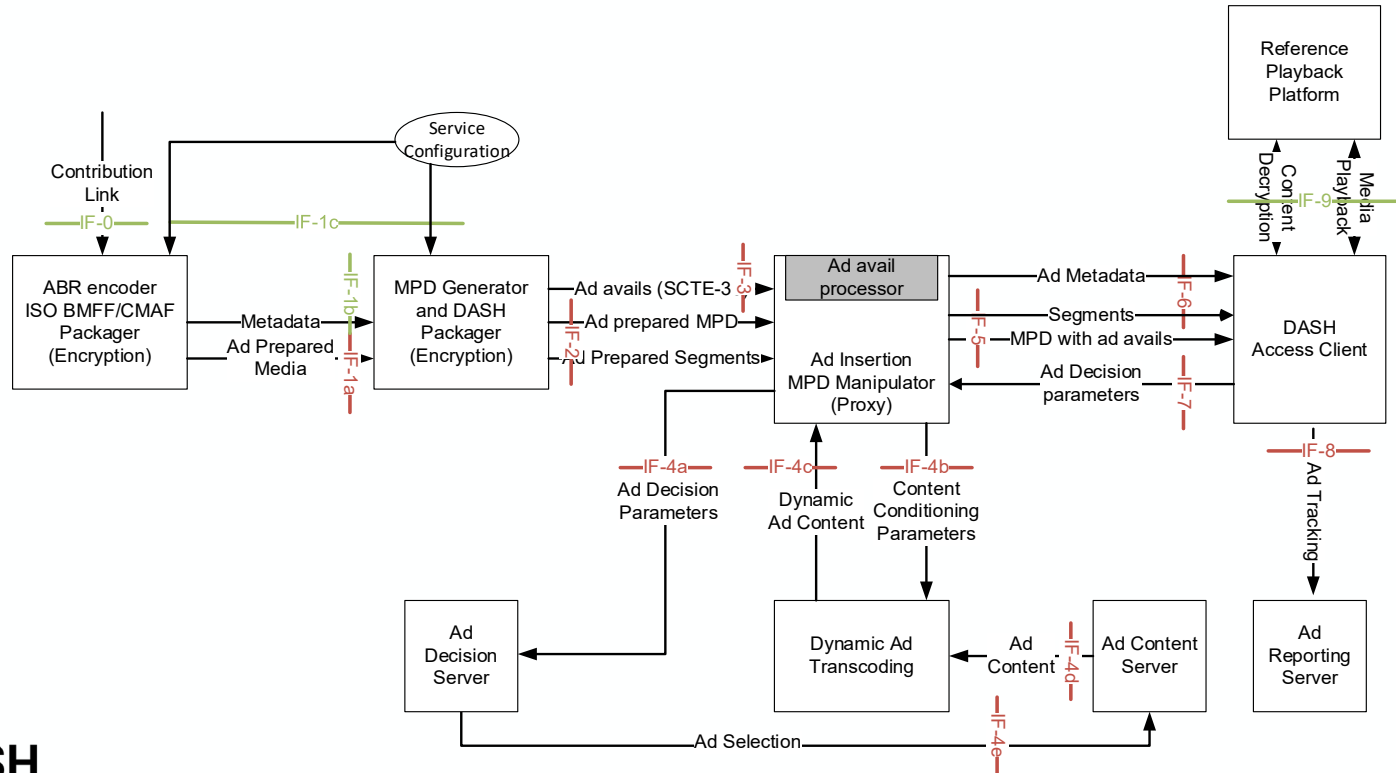 Reference
Playback
Platform
Service
Configuration
Contribution
Link
IF-0
IF-1c
Content
Decryption
Media
Playback
IF-9
ABR encoder
ISO BMFF/CMAF
Packager
(Encryption)
IF-1b
Metadata
Ad Prepared
Media
IF-1a
MPD Generator
and DASH
Packager
(Encryption)
IF-3
Ad avails (SCTE-3
Ad prepared MPD
IF-2
Ad Prepared Segments
Ad avail
processor
Ad Insertion
MPD Manipulator
(Proxy)
Ad Metadata
IF-6
Segments
IF-5
MPD with ad avails
Ad Decision
parameters
IF-7
DASH
Access Client
IF-4a
Ad Decision
Parameters
IF-4c
Dynamic
Ad Content
IF-4b
Content
Conditioning
Parameters
IF-8
Ad Tracking
Ad
Decision
Server
Dynamic Ad
Transcoding
Ad
Content
IF-4d
Ad Content
Server
Ad
Reporting
Server
Ad Selection
IF-4e
SH